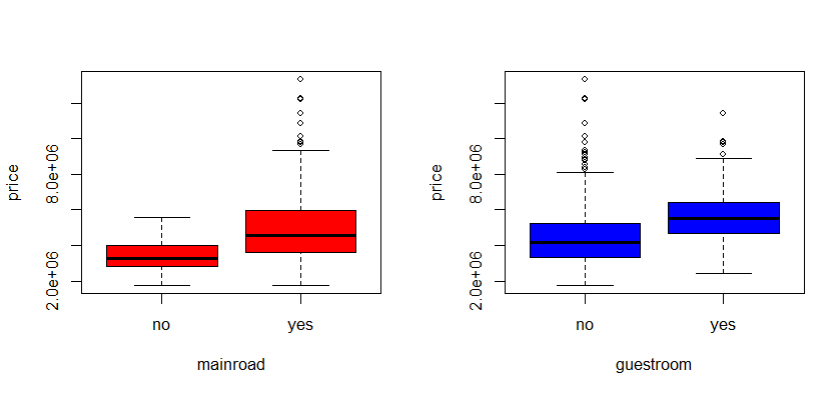 price
8.0e+06
2.0e+06
no yes
mainroad
price
8.0e+06
2.0e+06
no yes
guestroom